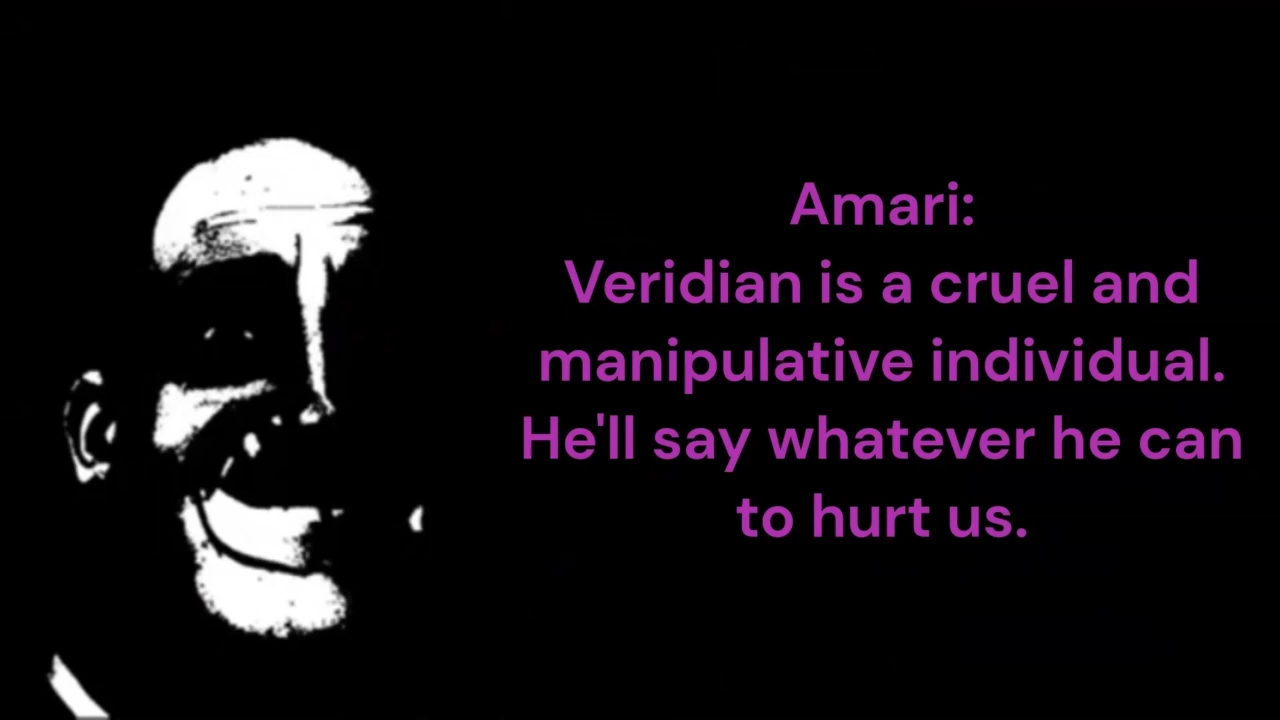 Amari:
Veridian is a cruel and
manipulative individual.
He'll say whatever he can
to hurt us.